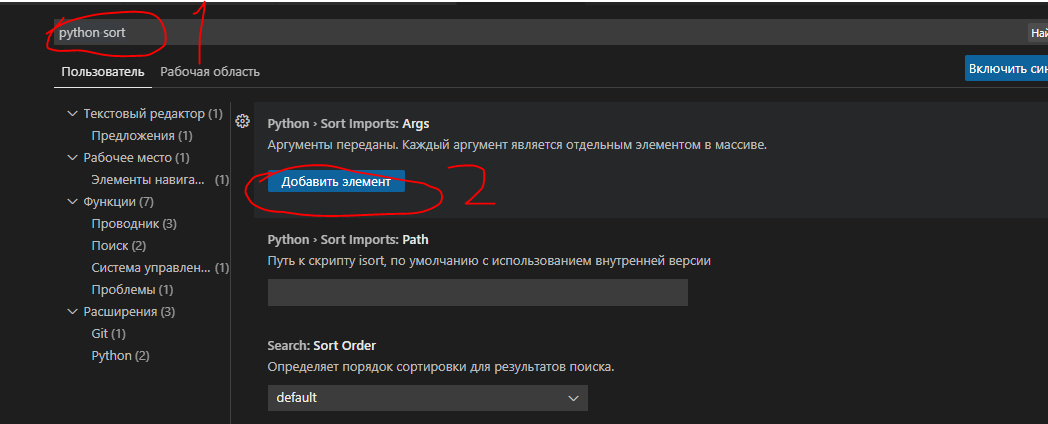 1
python sort
Най
Пользователь Рабочая область
Включить син
Текстовый редактор (1)
Предложения (1)
Рабочее место (1)
Элементы навига... (1)
Функции (7)
Проводник (3)
Поиск (2)
Система управлен... (1)
Проблемы (1)
Расширения (3)
Git (1)
Python (2)
Python › Sort Imports: Args
Аргументы переданы. Каждый аргумент является отдельным элементом в массиве.
Добавить элемент
2
Python › Sort Imports: Path
Путь к скрипту isort, по умолчанию с использованием внутренней версии
Search: Sort Order
Определяет порядок сортировки для результатов поиска.
default